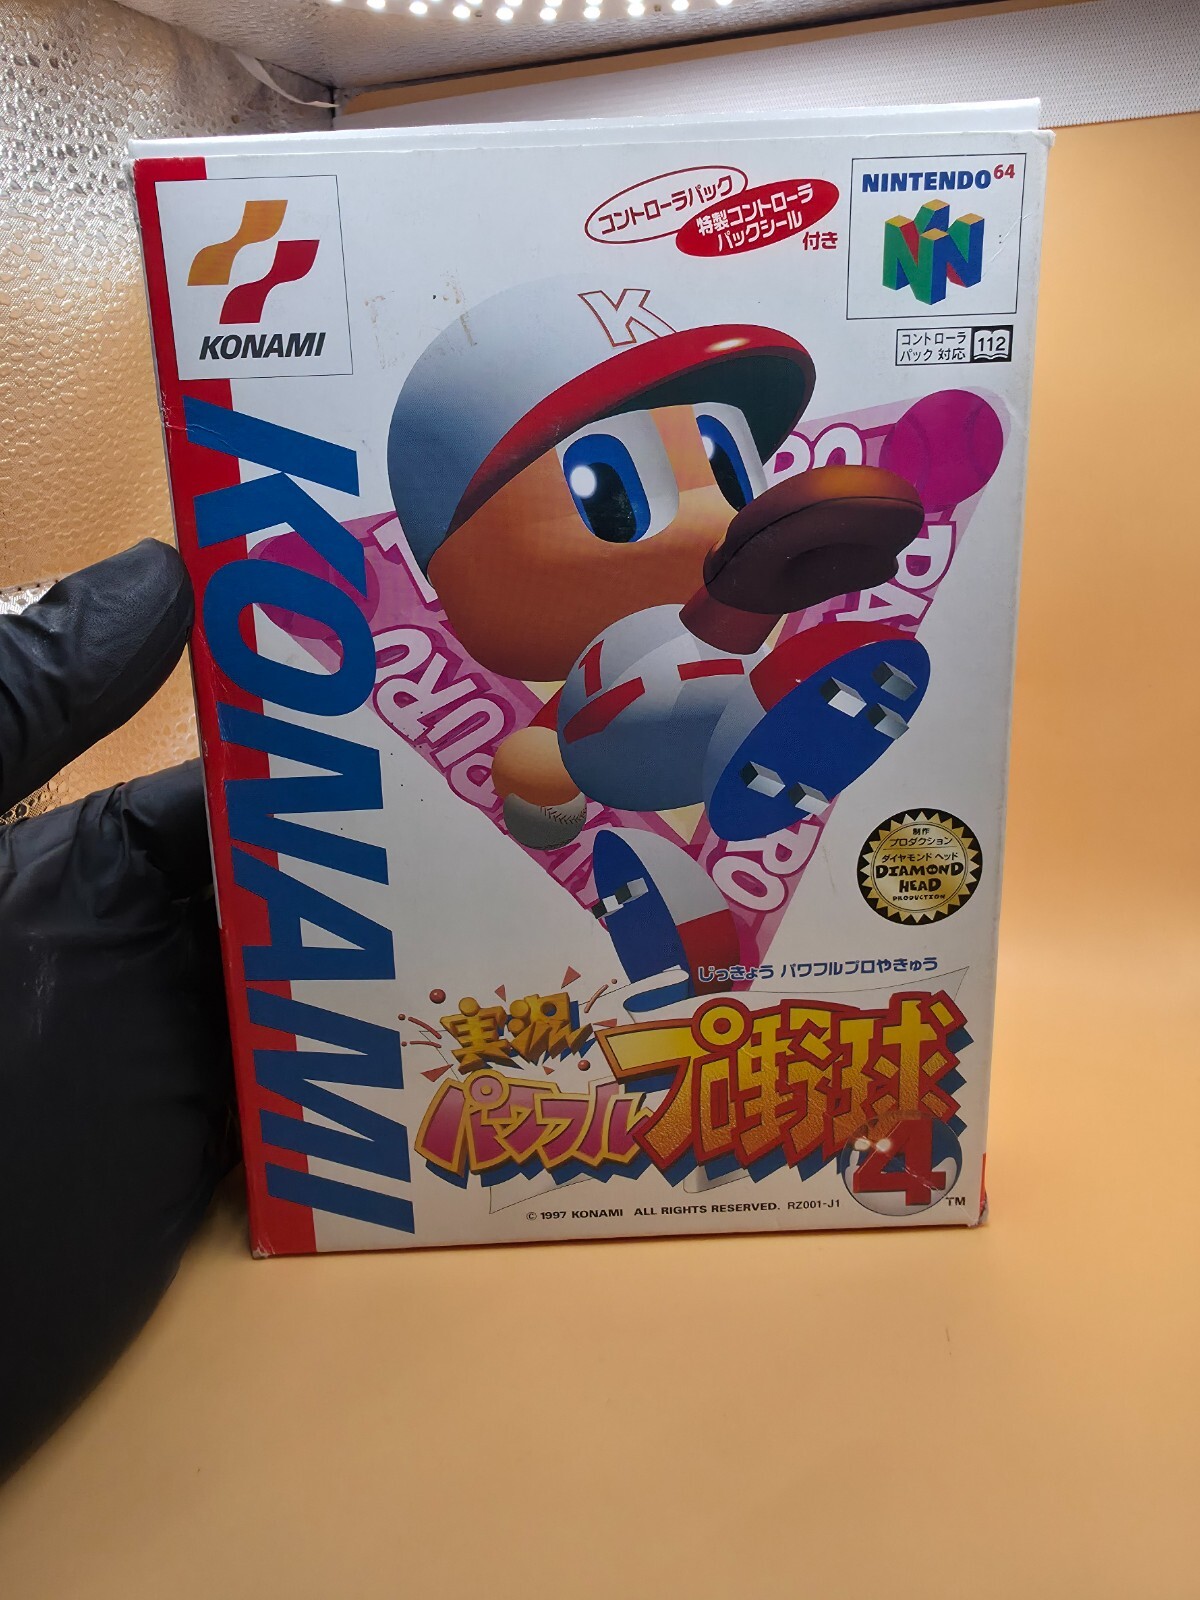 KONAMI
コントローラパック
特製コントローラ
パックシール
付き
NINTENDO64
コントローラ
パック 対応
112
K
KONAMI
1
PURO
PA
PRO
制作
プロダクション
ダイヤモンド ヘッド
DIAMOND
HEAD
PRODUCTION
じっきょう パワフルプロやきゅう
実況
パワフル
プロ野球
4
TM
© 1997 KONAMI ALL RIGHTS RESERVED. RZ001-J1